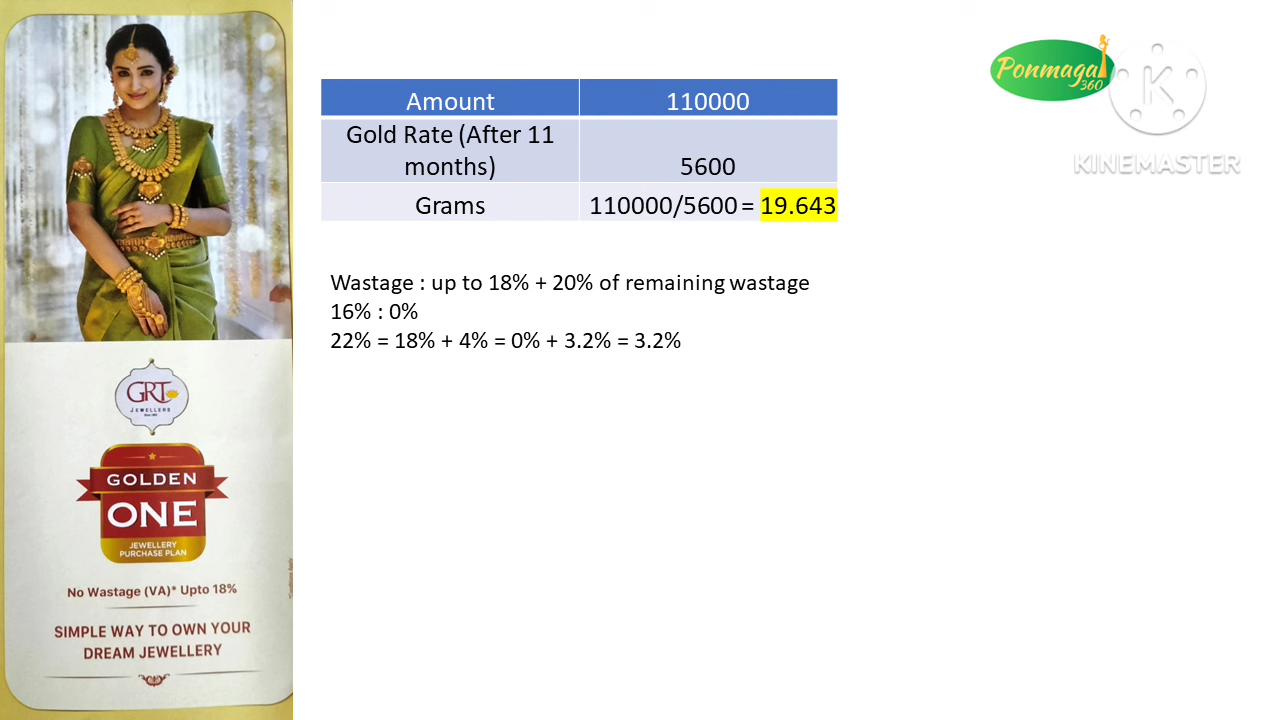 GRT
JEWELLERS
Since 1964
GOLDEN
ONE
JEWELLERY
PURCHASE PLAN
No Wastage (VA)* Upto 18%
SIMPLE WAY TO OWN YOUR
DREAM JEWELLERY
Amount 110000
Gold Rate (After 11
months) 5600
Grams 110000/5600 = 19.643
Wastage : up to 18% + 20% of remaining wastage
16% : 0%
22% = 18% + 4% = 0% + 3.2% = 3.2%
Ponmagal
360
K
KINEMASTER